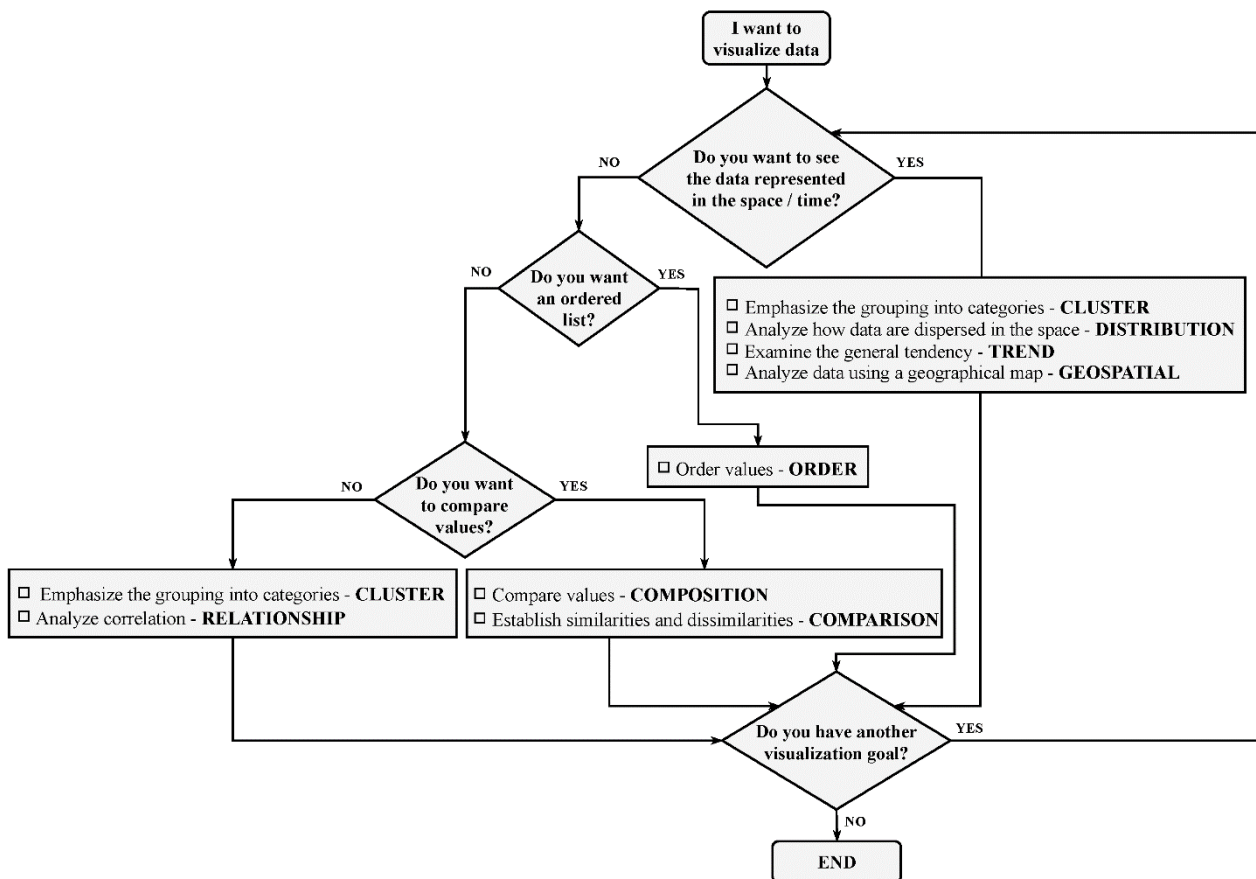 I want to
visualize data
Do you want to see
the data represented
in the space / time?
NO
YES
Do you want
an ordered
list?
NO
YES
Emphasize the grouping into categories - CLUSTER
Analyze how data are dispersed in the space - DISTRIBUTION
Examine the general tendency - TREND
Analyze data using a geographical map - GEOSPATIAL
Order values - ORDER
Do you want
to compare
values?
NO
YES
Emphasize the grouping into categories - CLUSTER
Analyze correlation - RELATIONSHIP
Compare values - COMPOSITION
Establish similarities and dissimilarities - COMPARISON
Do you have another
visualization goal?
YES
NO
END